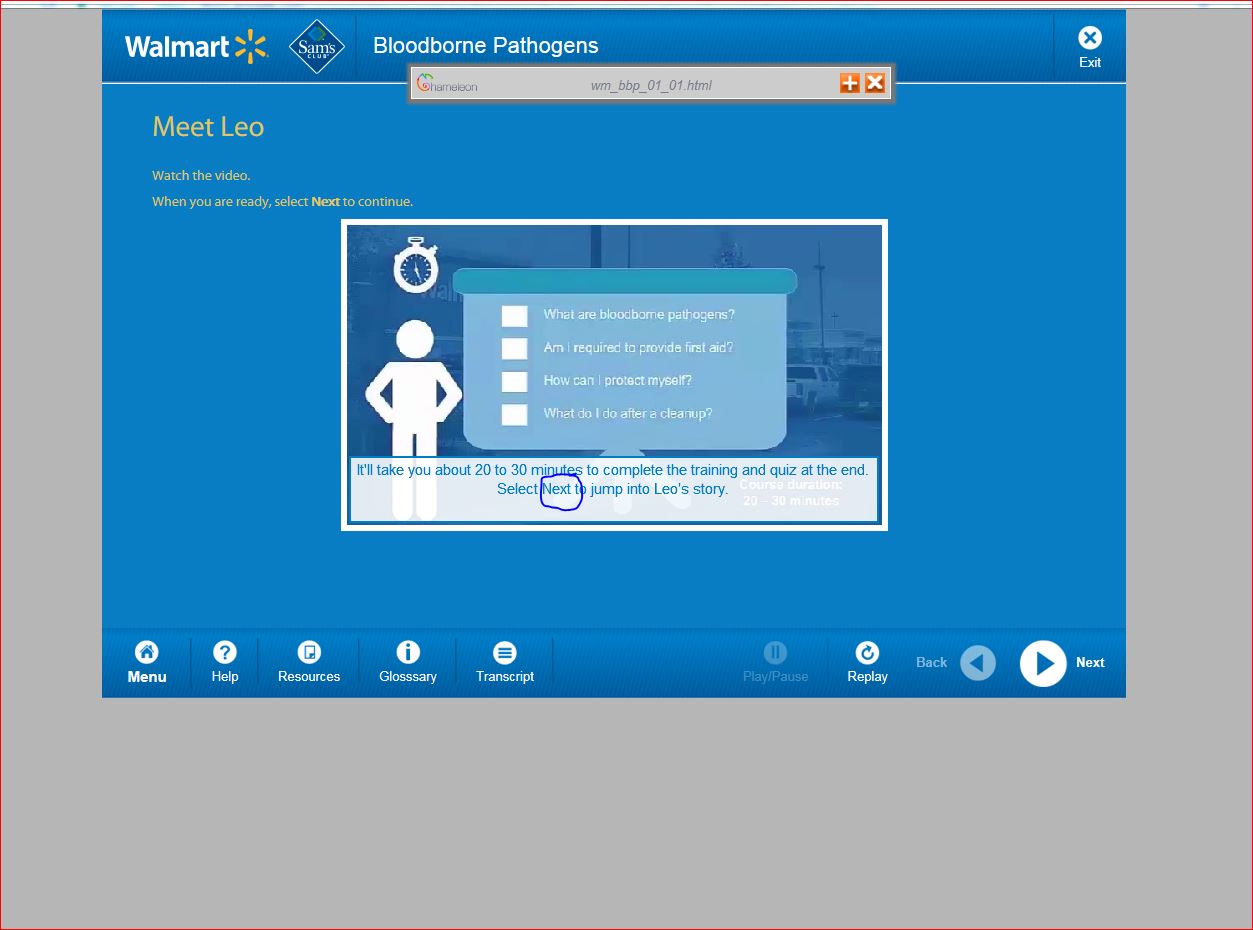 Walmart
Sam's
CLUB
Bloodborne Pathogens
Exit
Chameleon
wm_bbp_01_01.html
Meet Leo
Watch the video.
When you are ready, select Next to continue.
What are bloodborne pathogens?
Am I required to provide first aid?
How can I protect myself?
What do I do after a cleanup?
It'll take you about 20 to 30 minutes to complete the training and quiz at the end.
Select Next to jump into Leo's story.
Course duration:
20 – 30 minutes
Menu
Help
Resources
Glosssary
Transcript
Play/Pause
Replay
Back
Next